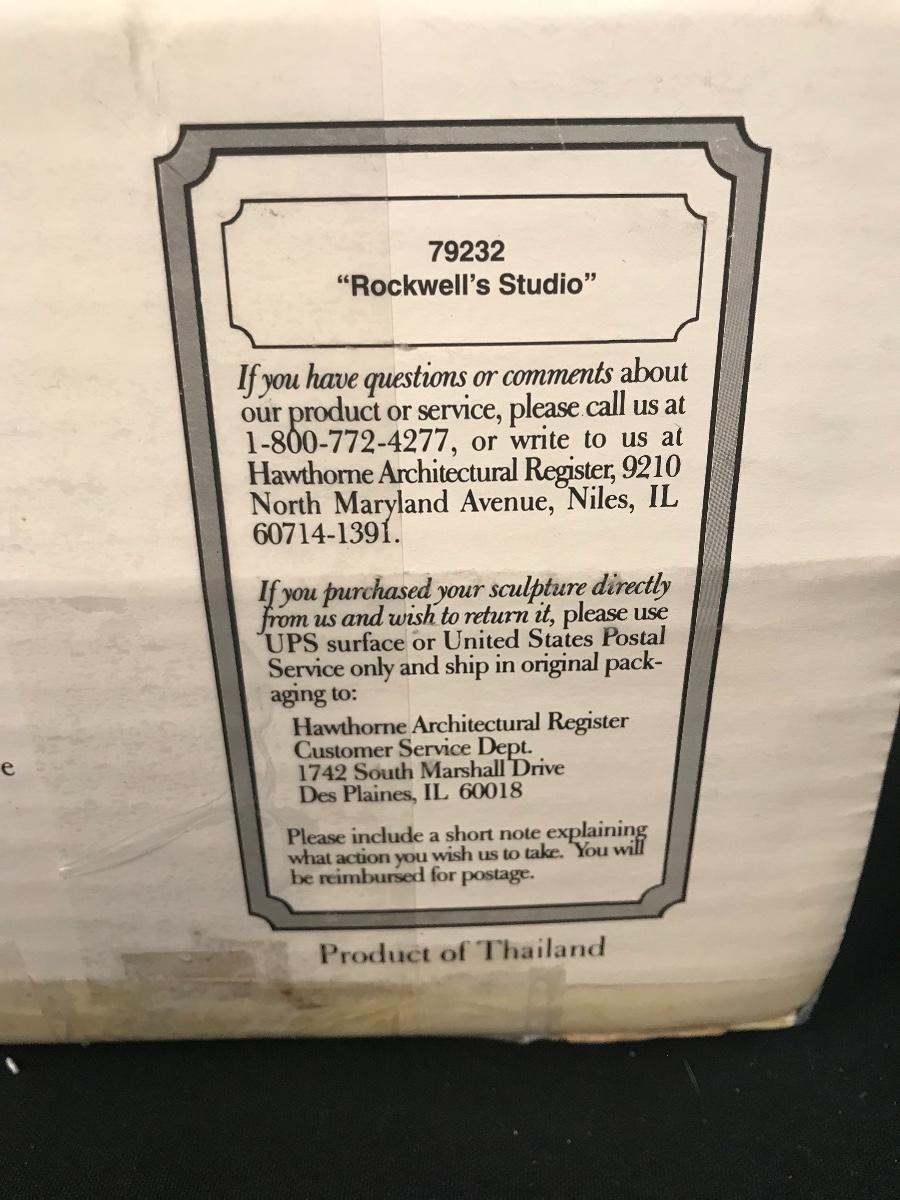 79232
“Rockwell’s Studio”
If you have questions or comments about
our product or service, please call us at
1-800-772-4277, or write to us at
Hawthorne Architectural Register, 9210
North Maryland Avenue, Niles, IL
60714-1391.
If you purchased your sculpture directly
from us and wish to return it, please use
UPS surface or United States Postal
Service only and ship in original pack-
aging to:
Hawthorne Architectural Register
Customer Service Dept.
1742 South Marshall Drive
Des Plaines, IL 60018
e
Please include a short note explaining
what action you wish us to take. You will
be reimbursed for postage.
Product of Thailand